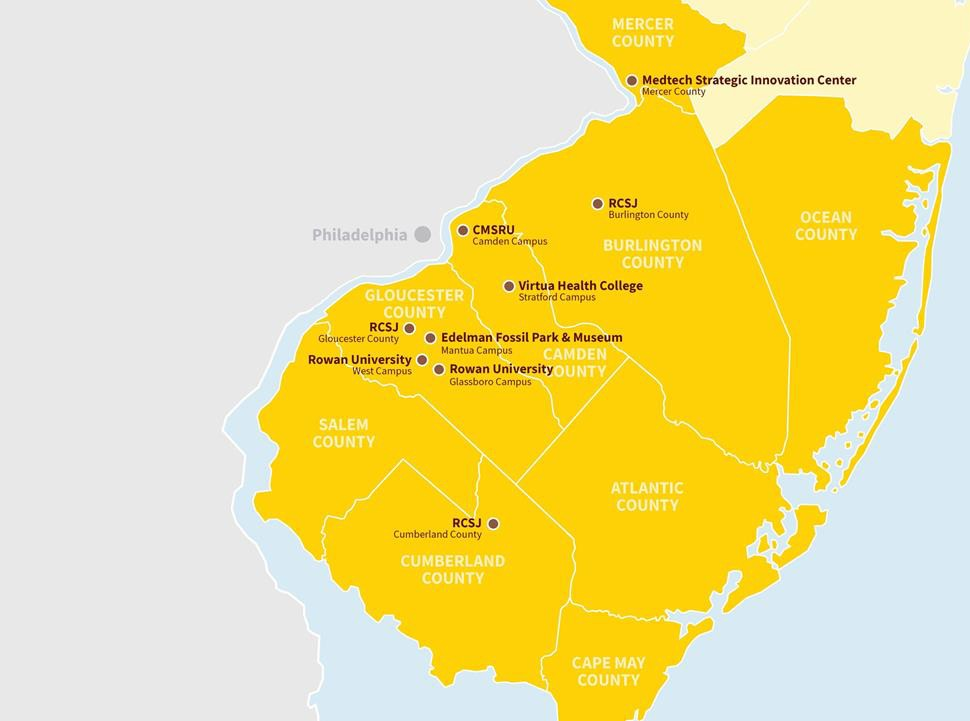 MERCER
COUNTY
Medtech Strategic Innovation Center
Mercer County
RCSJ
Burlington County
OCEAN
COUNTY
Philadelphia
CMSRU
Camden Campus
BURLINGTON
COUNTY
Virtua Health College
Stratford Campus
GLOUCESTER
COUNTY
RCSJ
Gloucester County
Edelman Fossil Park & Museum
Mantua Campus
CAMDEN
COUNTY
Rowan University
West Campus
Rowan University
Glassboro Campus
SALEM
COUNTY
ATLANTIC
COUNTY
RCSJ
Cumberland County
CUMBERLAND
COUNTY
CAPE MAY
COUNTY